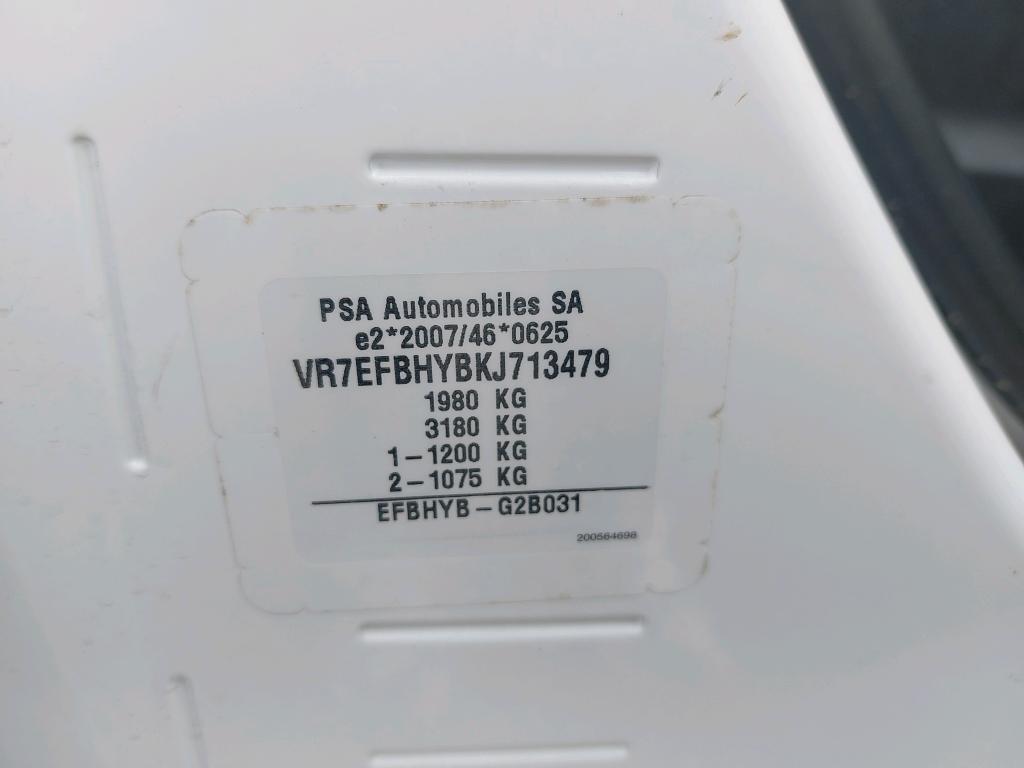 PSA Automobiles SA
e2*2007/46*0625
VR7EFBHYBKJ713479
1980 KG
3180 KG
1-1200 KG
2-1075 KG
EFBHYB-G2B031
200564698